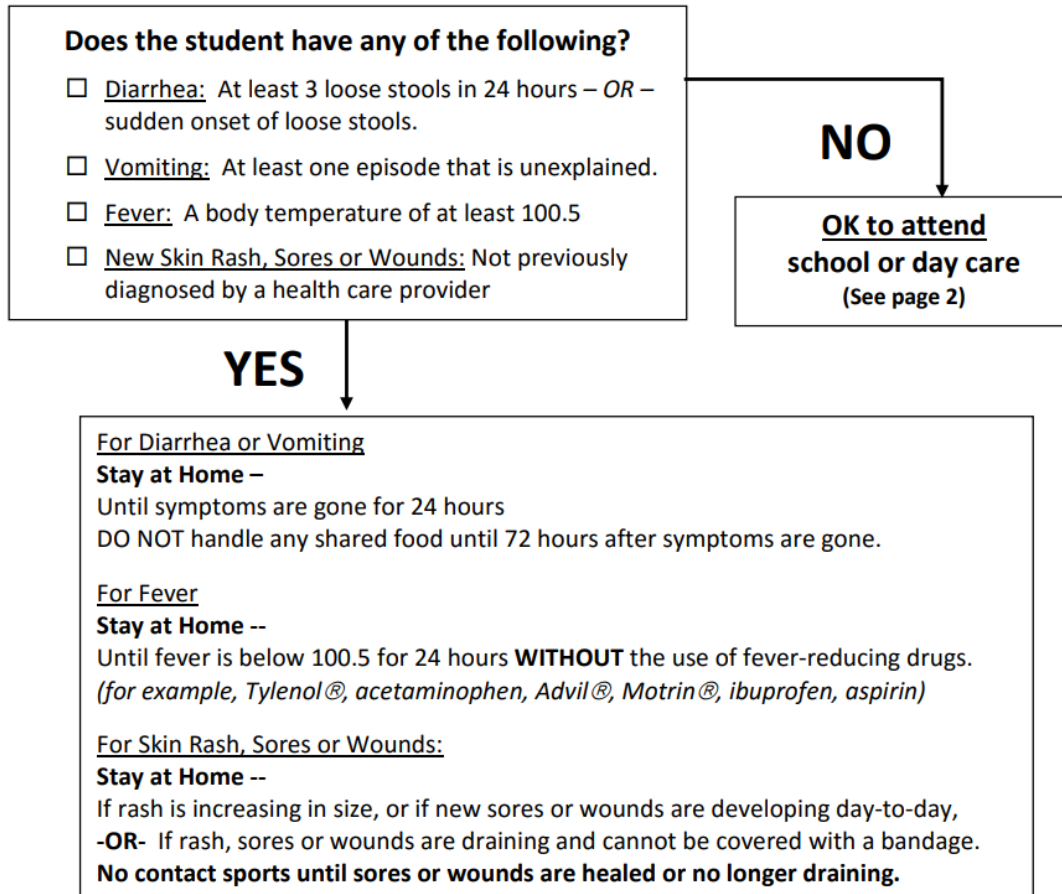 Does the student have any of the following?
☐ Diarrhea: At least 3 loose stools in 24 hours – OR –
sudden onset of loose stools.
☐ Vomiting: At least one episode that is unexplained.
☐ Fever: A body temperature of at least 100.5
☐ New Skin Rash, Sores or Wounds: Not previously
diagnosed by a health care provider
NO
OK to attend
school or day care
(See page 2)
YES
For Diarrhea or Vomiting
Stay at Home –
Until symptoms are gone for 24 hours
DO NOT handle any shared food until 72 hours after symptoms are gone.
For Fever
Stay at Home --
Until fever is below 100.5 for 24 hours WITHOUT the use of fever-reducing drugs.
(for example, Tylenol®, acetaminophen, Advil®, Motrin®, ibuprofen, aspirin)
For Skin Rash, Sores or Wounds:
Stay at Home --
If rash is increasing in size, or if new sores or wounds are developing day-to-day,
-OR- If rash, sores or wounds are draining and cannot be covered with a bandage.
No contact sports until sores or wounds are healed or no longer draining.